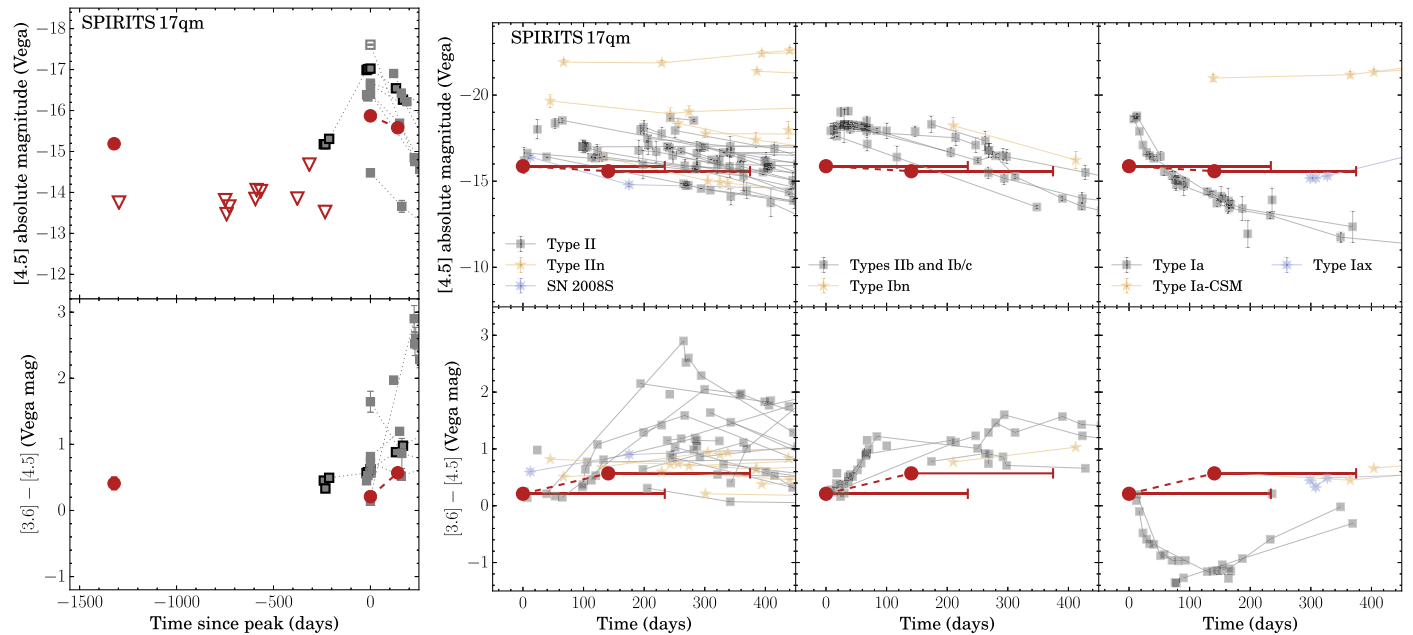 SPIRITS 17qm
[4.5] absolute magnitude (Vega)
−18
−17
−16
−15
−14
−13
−12
[3.6] − [4.5] (Vega mag)
3
2
1
0
−1
−1500
−1000
−500
0
Time since peak (days)
SPIRITS 17qm
[4.5] absolute magnitude (Vega)
−20
−15
−10
Type II
Type IIn
SN 2008S
Types IIb and Ib/c
Type Ibn
Type Ia
Type Ia-CSM
Type Iax
[3.6] − [4.5] (Vega mag)
3
2
1
0
−1
0
100
200
300
400
Time (days)
0
100
200
300
400
Time (days)
0
100
200
300
400
Time (days)